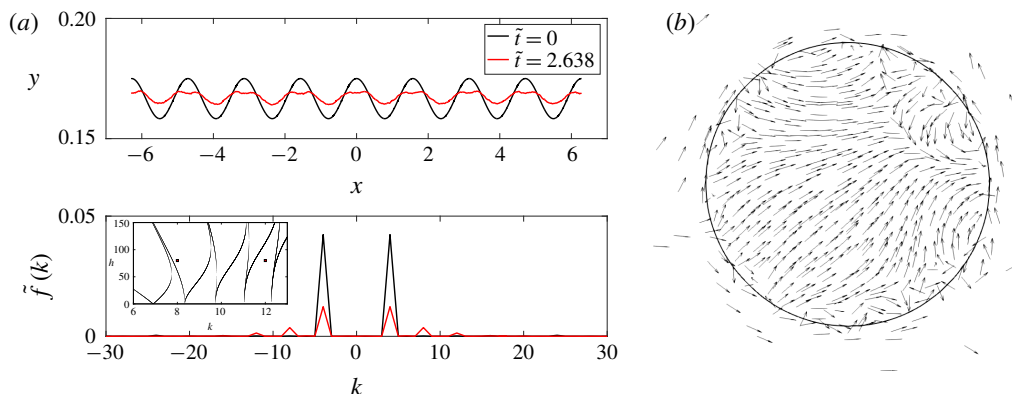 (a)
0.20
y
0.15
t̃ = 0
t̃ = 2.638
−6 −4 −2 0 2 4 6
x
0.05
f̃ (k)
0
150
100
h
50
0
6 8 10 12
k
−30 −20 −10 0 10 20 30
k
(b)